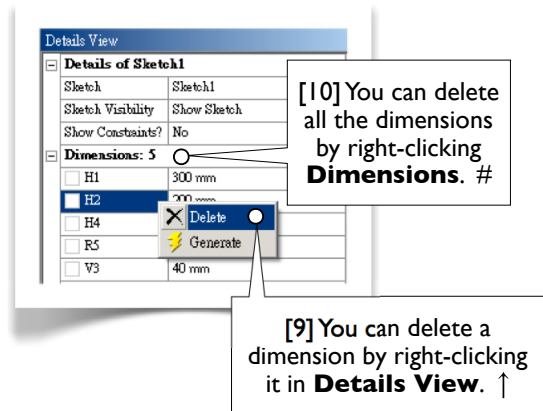 Details View
Details of Sketch1
Sketch Sketch1
Sketch Visibility Show Sketch
Show Constraints? No
Dimensions: 5
H1 300 mm
H2 200 mm
H4
R5
V3 40 mm
Delete
Generate
[10] You can delete
all the dimensions
by right-clicking
Dimensions. #
[9] You can delete a
dimension by right-clicking
it in Details View. ↑